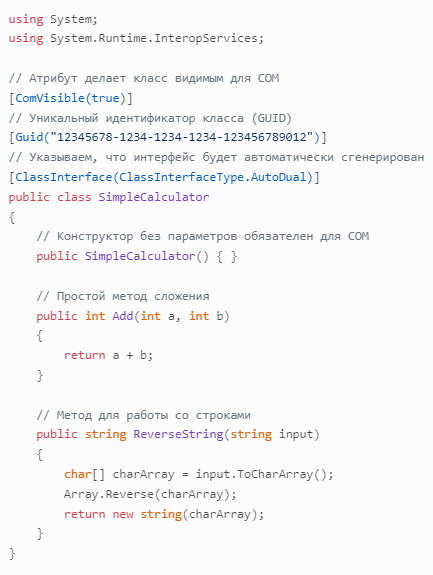 using System;
using System.Runtime.InteropServices;

// Атрибут делает класс видимым для COM
[ComVisible(true)]
// Уникальный идентификатор класса (GUID)
[Guid("12345678-1234-1234-1234-123456789012")]
// Указываем, что интерфейс будет автоматически сгенерирован
[ClassInterface(ClassInterfaceType.AutoDual)]
public class SimpleCalculator
{
    // Конструктор без параметров обязателен для COM
    public SimpleCalculator() { }

    // Простой метод сложения
    public int Add(int a, int b)
    {
        return a + b;
    }

    // Метод для работы со строками
    public string ReverseString(string input)
    {
        char[] charArray = input.ToCharArray();
        Array.Reverse(charArray);
        return new string(charArray);
    }
}